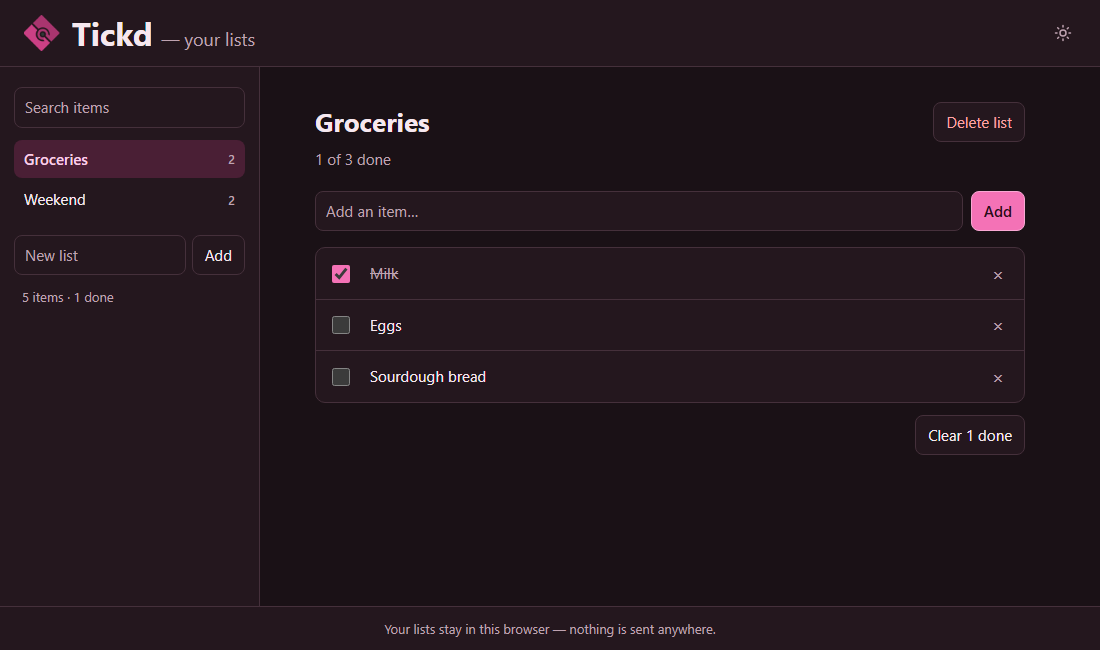 Tickd — your lists
Search items
Groceries 2
Weekend 2
New list Add
5 items · 1 done
Groceries
Delete list
1 of 3 done
Add an item... Add
Milk ×
Eggs ×
Sourdough bread ×
Clear 1 done
Your lists stay in this browser — nothing is sent anywhere.